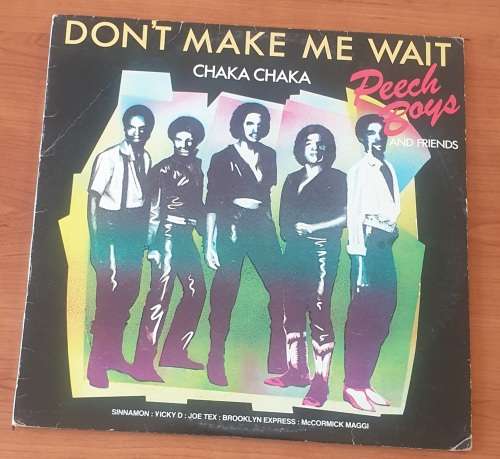 DON'T MAKE ME WAIT
CHAKA CHAKA
Peech
Boys
AND FRIENDS
SINNAMON : VICKY D : JOE TEX : BROOKLYN EXPRESS : McCORMICK MAGGI